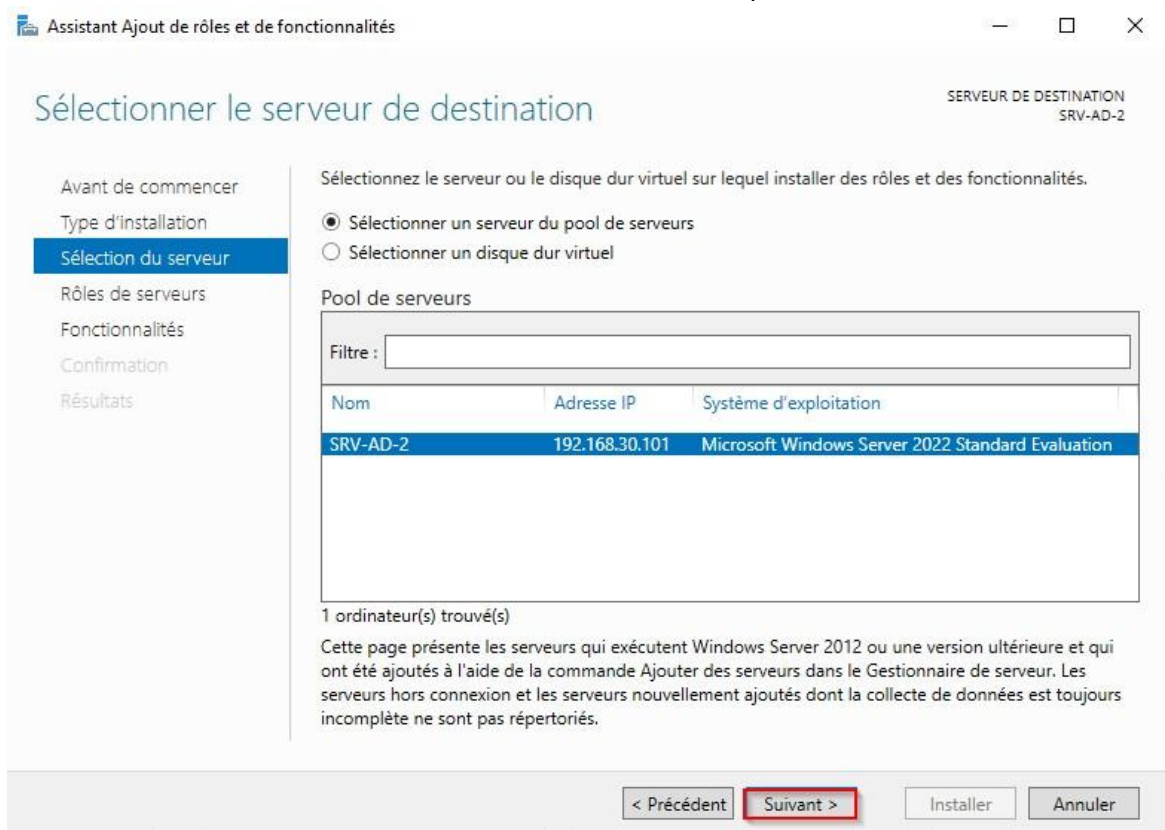 Assistant Ajout de rôles et de fonctionnalités
Sélectionner le serveur de destination
SERVEUR DE DESTINATION
SRV-AD-2
Avant de commencer
Type d'installation
Sélection du serveur
Rôles de serveurs
Fonctionnalités
Confirmation
Résultats
Sélectionnez le serveur ou le disque dur virtuel sur lequel installer des rôles et des fonctionnalités.
Sélectionner un serveur du pool de serveurs
Sélectionner un disque dur virtuel
Pool de serveurs
Filtre :
Nom Adresse IP Système d'exploitation
SRV-AD-2 192.168.30.101 Microsoft Windows Server 2022 Standard Evaluation
1 ordinateur(s) trouvé(s)
Cette page présente les serveurs qui exécutent Windows Server 2012 ou une version ultérieure et qui
ont été ajoutés à l'aide de la commande Ajouter des serveurs dans le Gestionnaire de serveur. Les
serveurs hors connexion et les serveurs nouvellement ajoutés dont la collecte de données est toujours
incomplète ne sont pas répertoriés.
< Précédent Suivant > Installer Annuler